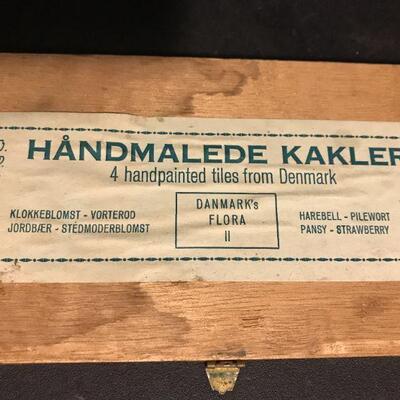 HÅNDMALEDE KAKLER
4 handpainted tiles from Denmark
KLOKKEBLOMST - VORTEROD
JORDBÆR - STEDMODERBLOMST
DANMARK's
FLORA
II
HAREBELL - PILEWORT
PANSY - STRAWBERRY